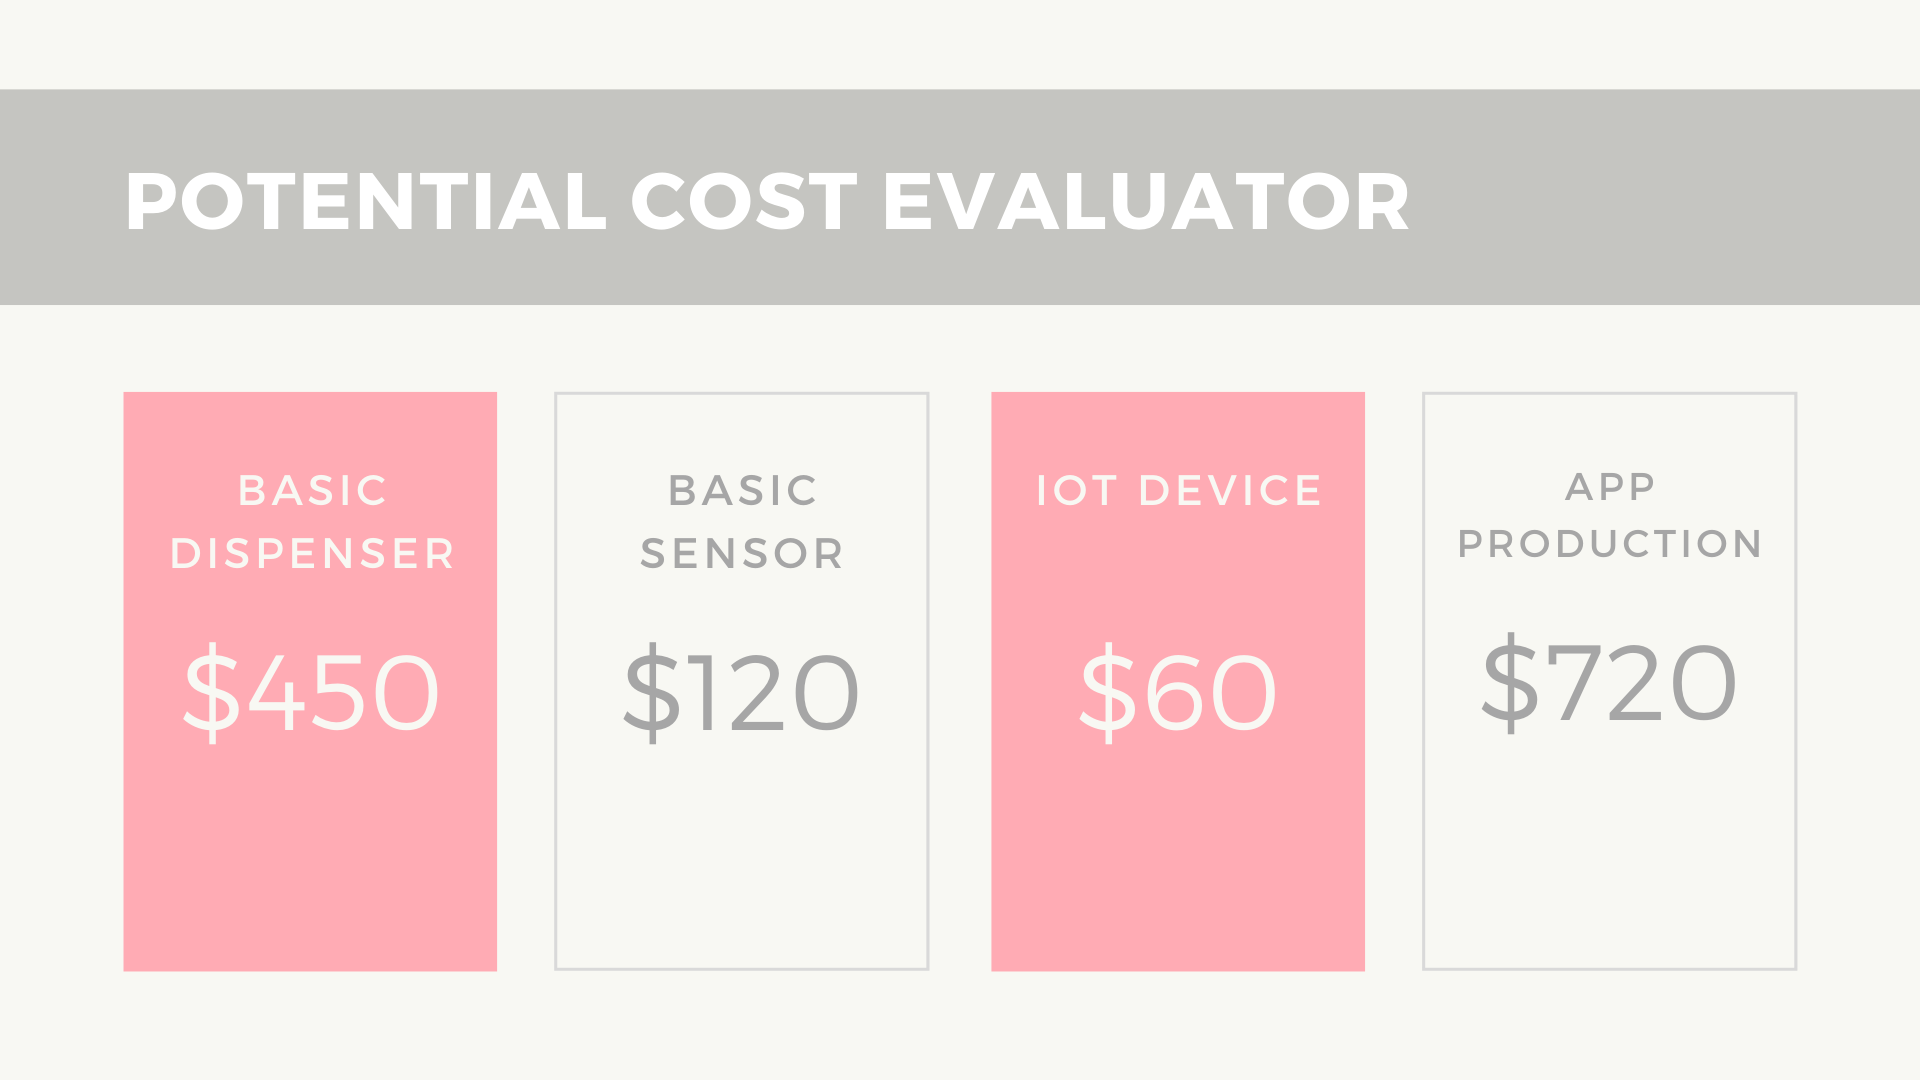 POTENTIAL COST EVALUATOR
BASIC
DISPENSER
$450
BASIC
SENSOR
$120
IOT DEVICE
$60
APP
PRODUCTION
$720